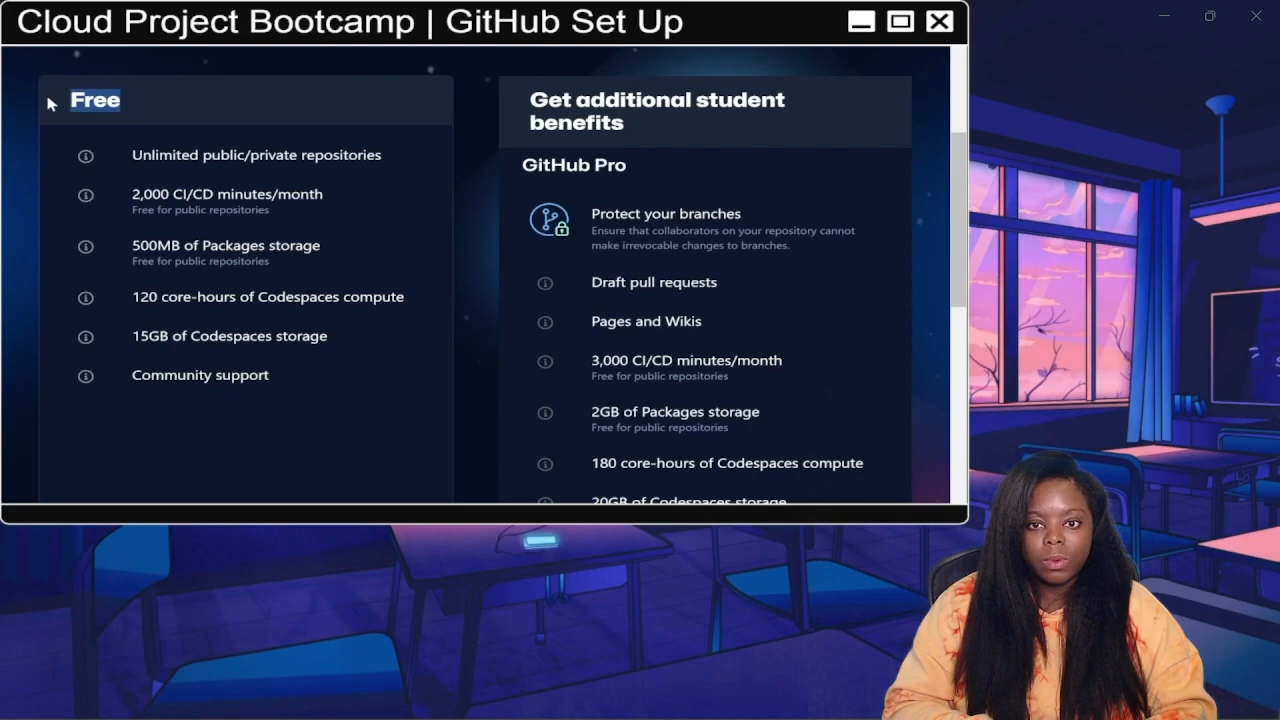 Cloud Project Bootcamp | GitHub Set Up
Free
Unlimited public/private repositories
2,000 CI/CD minutes/month
Free for public repositories
500MB of Packages storage
Free for public repositories
120 core-hours of Codespaces compute
15GB of Codespaces storage
Community support
Get additional student
benefits
GitHub Pro
Protect your branches
Ensure that collaborators on your repository cannot
make irrevocable changes to branches.
Draft pull requests
Pages and Wikis
3,000 CI/CD minutes/month
Free for public repositories
2GB of Packages storage
Free for public repositories
180 core-hours of Codespaces compute
20GB of Codespaces storage